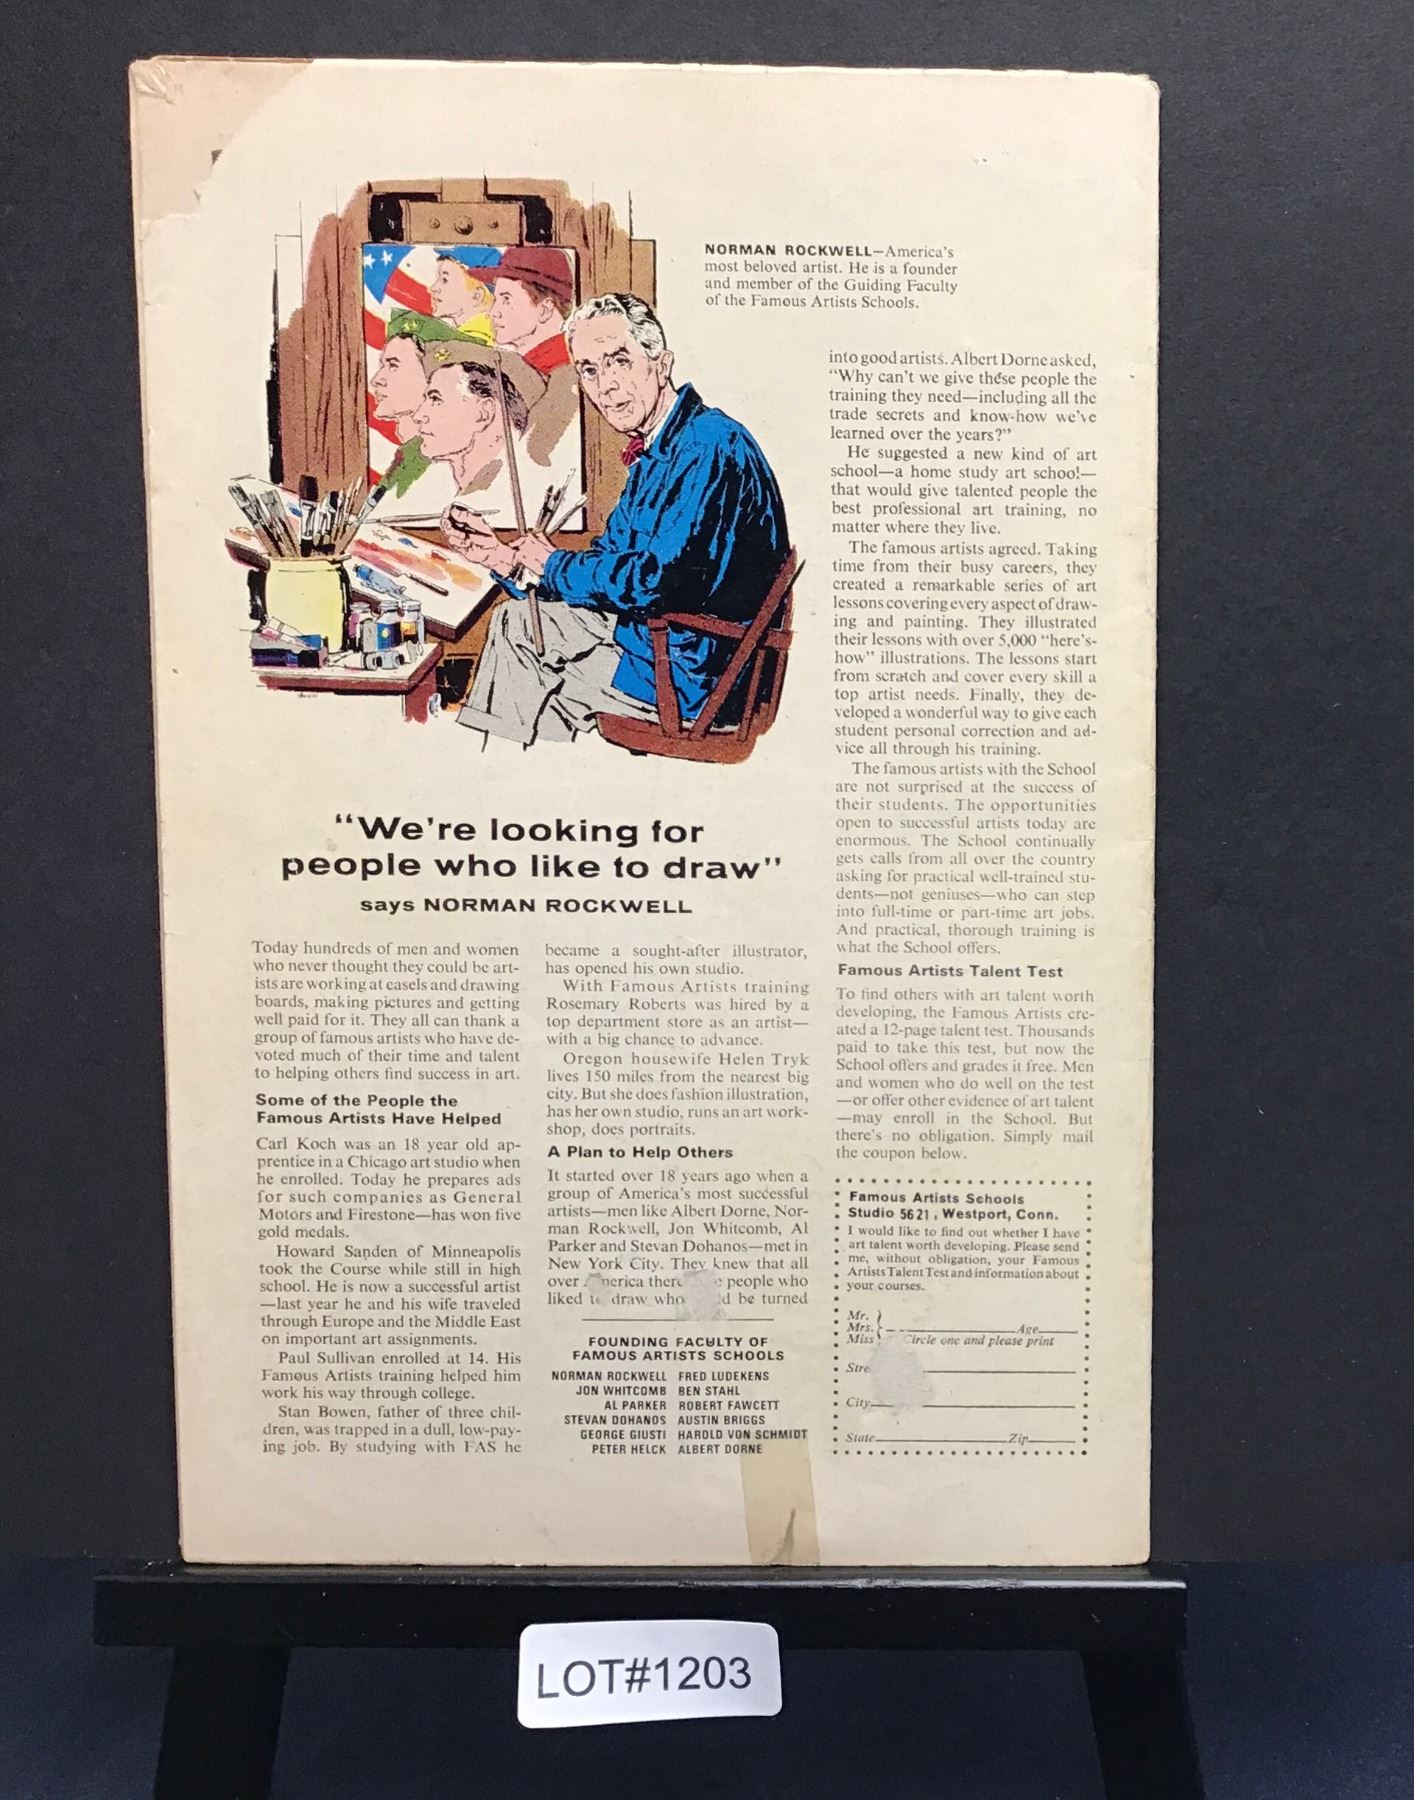 NORMAN ROCKWELL—America's
most beloved artist. He is a founder
and member of the Guiding Faculty
of the Famous Artists Schools.
"We're looking for
people who like to draw"
says NORMAN ROCKWELL
Today hundreds of men and women
who never thought they could be art-
ists are working at easels and drawing
boards, making pictures and getting
well paid for it. They all can thank a
group of famous artists who have de-
voted much of their time and talent
to helping others find success in art.
Some of the People the
Famous Artists Have Helped
Carl Koch was an 18 year old ap-
prentice in a Chicago art studio when
he enrolled. Today he prepares ads
for such companies as General
Motors and Firestone—has won five
gold medals.
Howard Sanden of Minneapolis
took the Course while still in high
school. He is now a successful artist
—last year he and his wife traveled
through Europe and the Middle East
on important art assignments.
Paul Sullivan enrolled at 14. His
Famous Artists training helped him
work his way through college.
Stan Bowen, father of three chil-
dren, was trapped in a dull, low-pay-
ing job. By studying with FAS he
became a sought-after illustrator,
has opened his own studio.
With Famous Artists training
Rosemary Roberts was hired by a
top department store as an artist—
with a big chance to advance.
Oregon housewife Helen Tryk
lives 150 miles from the nearest big
city. But she does fashion illustration,
has her own studio, runs an art work-
shop, does portraits.
A Plan to Help Others
It started over 18 years ago when a
group of America's most successful
artists—men like Albert Dorne, Nor-
man Rockwell, Jon Whitcomb, Al
Parker and Stevan Dohanos—met in
New York City. They knew that all
over people who
liked draw be turned
FOUNDING FACULTY OF
FAMOUS ARTISTS SCHOOLS
NORMAN ROCKWELL FRED LUDEKENS
JON WHITCOMB BEN STAHL
AL PARKER ROBERT FAWCETT
STEVAN DOHANOS AUSTIN BRIGGS
GEORGE GIUSTI HAROLD VON SCHMIDT
PETER HELCK ALBERT DORNE
into good artists. Albert Dorne asked,
"Why can't we give these people the
training they need—including all the
trade secrets and know-how we've
learned over the years?"
He suggested a new kind of art
school—a home study art school—
that would give talented people the
best professional art training, no
matter where they live.
The famous artists agreed. Taking
time from their busy careers, they
created a remarkable series of art
lessons covering every aspect of draw-
ing and painting. They illustrated
their lessons with over 5,000 "here's-
how" illustrations. The lessons start
from scratch and cover every skill a
top artist needs. Finally, they de-
veloped a wonderful way to give each
student personal correction and ad-
vice all through his training.
The famous artists with the School
are not surprised at the success of
their students. The opportunities
open to successful artists today are
enormous. The School continually
gets calls from all over the country
asking for practical well-trained stu-
dents—not geniuses—who can step
into full-time or part-time art jobs.
And practical, thorough training is
what the School offers.
Famous Artists Talent Test
To find others with art talent worth
developing, the Famous Artists cre-
ated a 12-page talent test. Thousands
paid to take this test, but now the
School offers and grades it free. Men
and women who do well on the test
—or offer other evidence of art talent
—may enroll in the School. But
there's no obligation. Simply mail
the coupon below.
Famous Artists Schools
Studio 5621, Westport, Conn.
I would like to find out whether I have
art talent worth developing. Please send
me, without obligation, your Famous
Artists Talent Test and information about
your courses.
Mr.
Mrs. Age
Miss Circle one and please print
City
State Zip
LOT#1203